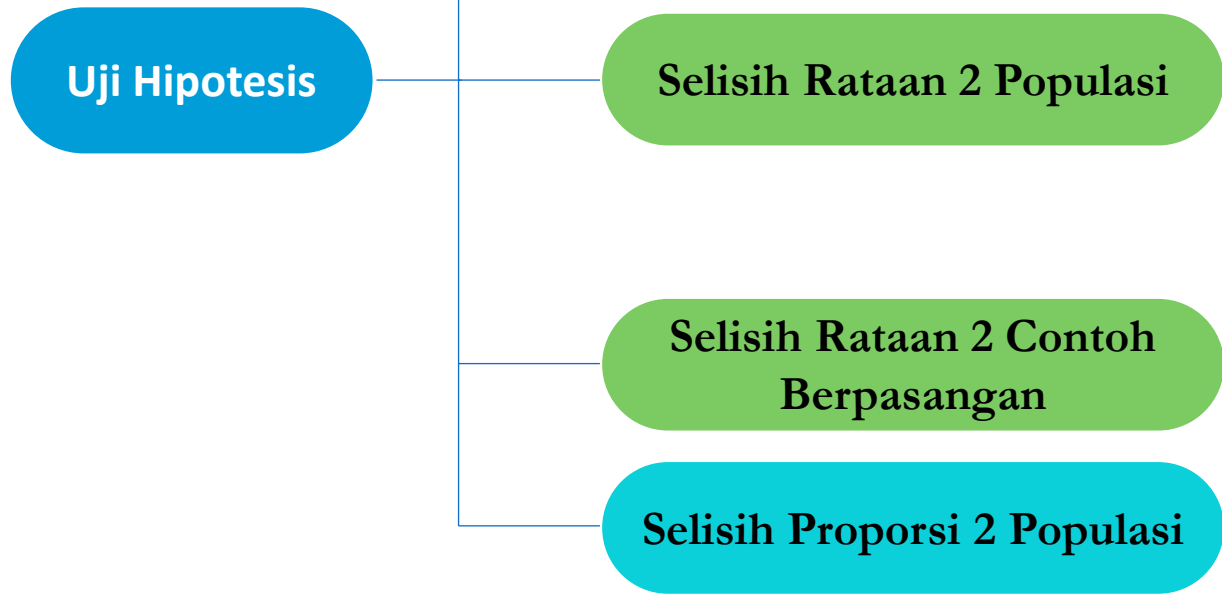 Uji Hipotesis
Selisih Rataan 2 Populasi
Selisih Rataan 2 Contoh
Berpasangan
Selisih Proporsi 2 Populasi